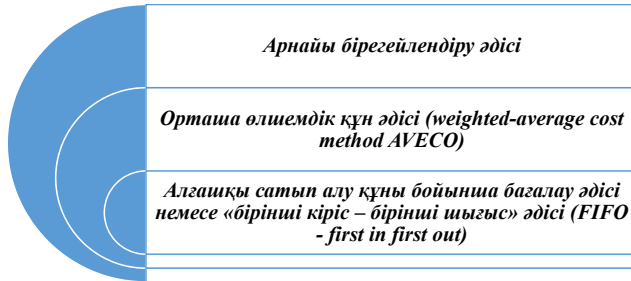 Арнайы бірегейлендіру әдісі
Орташа өлшемдік құн әдісі (weighted-average cost
method AVECO)
Алғашқы сатып алу құны бойынша бағалау әдісі
немесе «бірінші кіріс – бірінші шығыс» әдісі (FIFO
- first in first out)